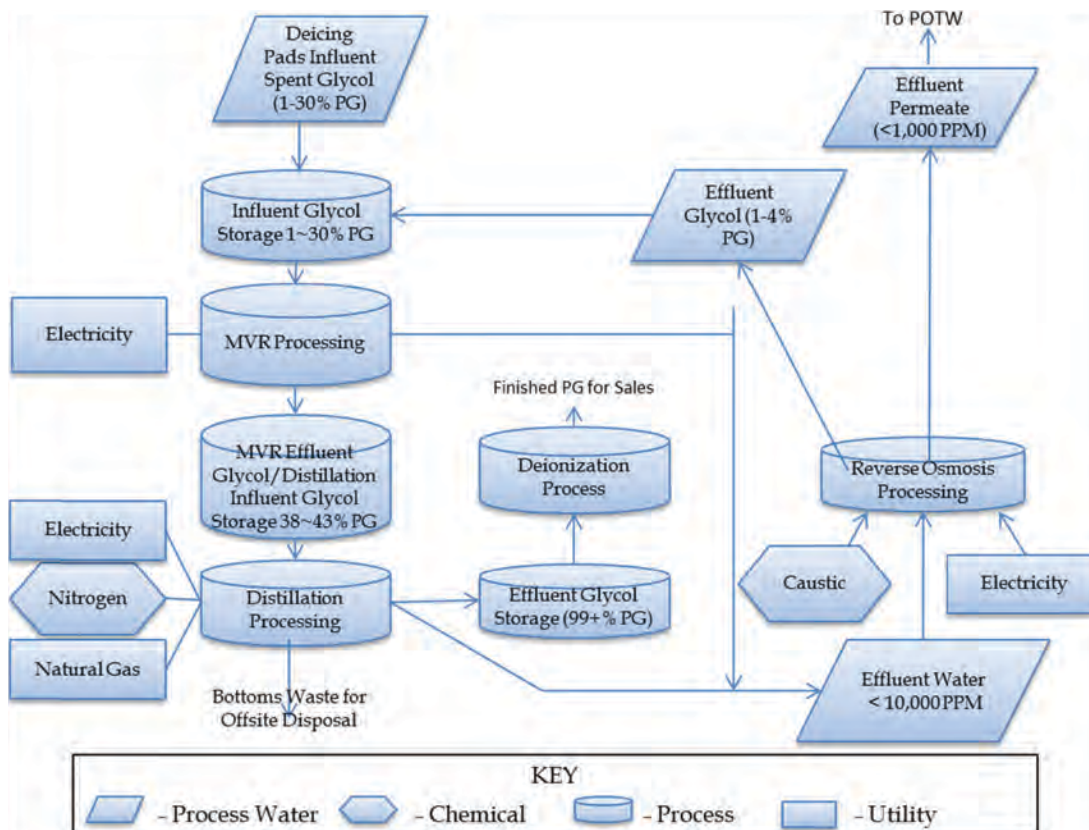 Deicing
Pads Influent
Spent Glycol
(1-30% PG)
To POTW
Effluent
Permeate
(<1,000 PPM)
Influent Glycol
Storage 1~30% PG
Effluent
Glycol (1-4%
PG)
Electricity
MVR Processing
Finished PG for Sales
MVR Effluent
Glycol/Distillation
Influent Glycol
Storage 38~43% PG
Deionization
Process
Reverse Osmosis
Processing
Electricity
Nitrogen
Natural Gas
Distillation
Processing
Effluent Glycol
Storage (99+% PG)
Caustic
Electricity
Bottoms Waste for
Offsite Disposal
Effluent Water
< 10,000 PPM
KEY
– Process Water
– Chemical
– Process
– Utility